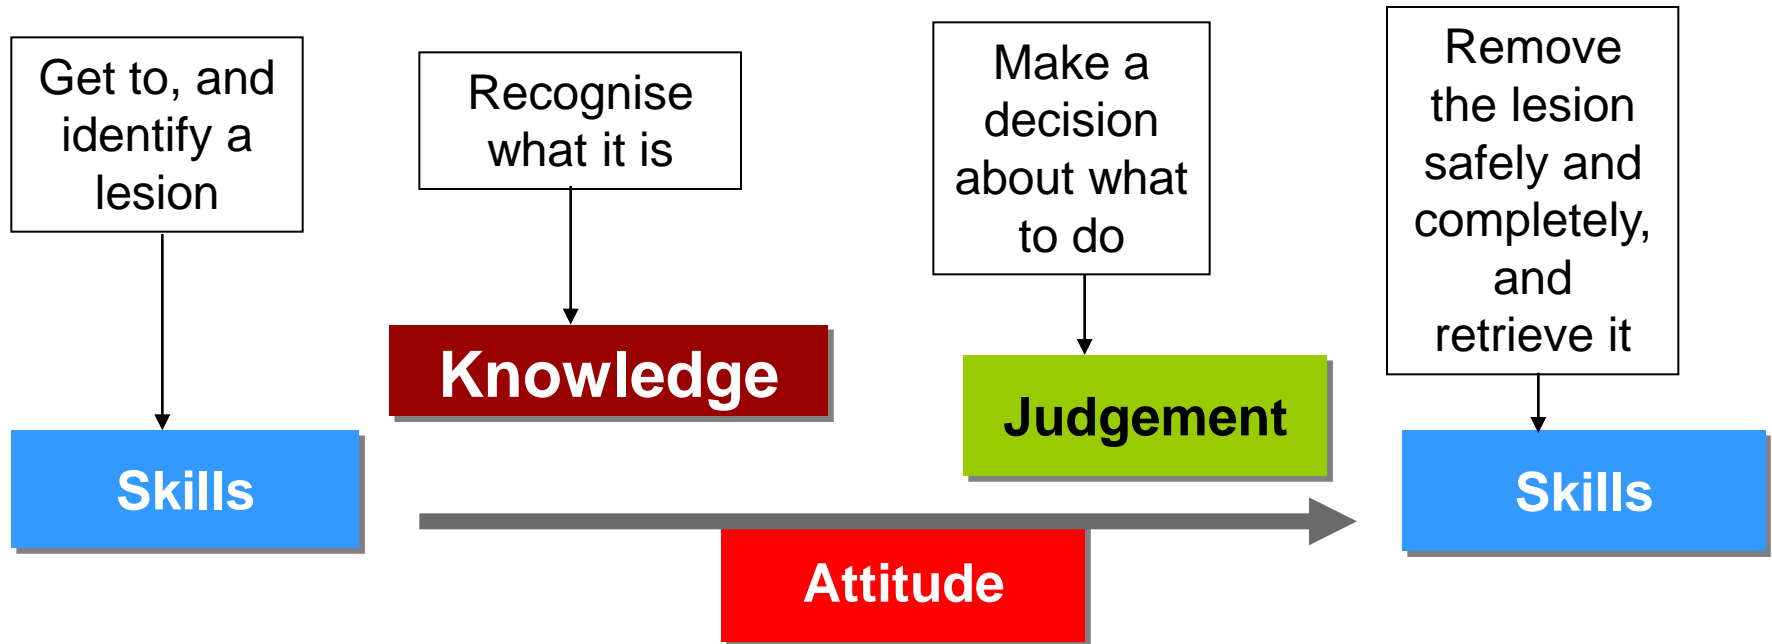 Get to, and
identify a
lesion
Recognise
what it is
Make a
decision
about what
to do
Remove
the lesion
safely and
completely,
and
retrieve it
Knowledge
Judgement
Skills
Skills
Attitude